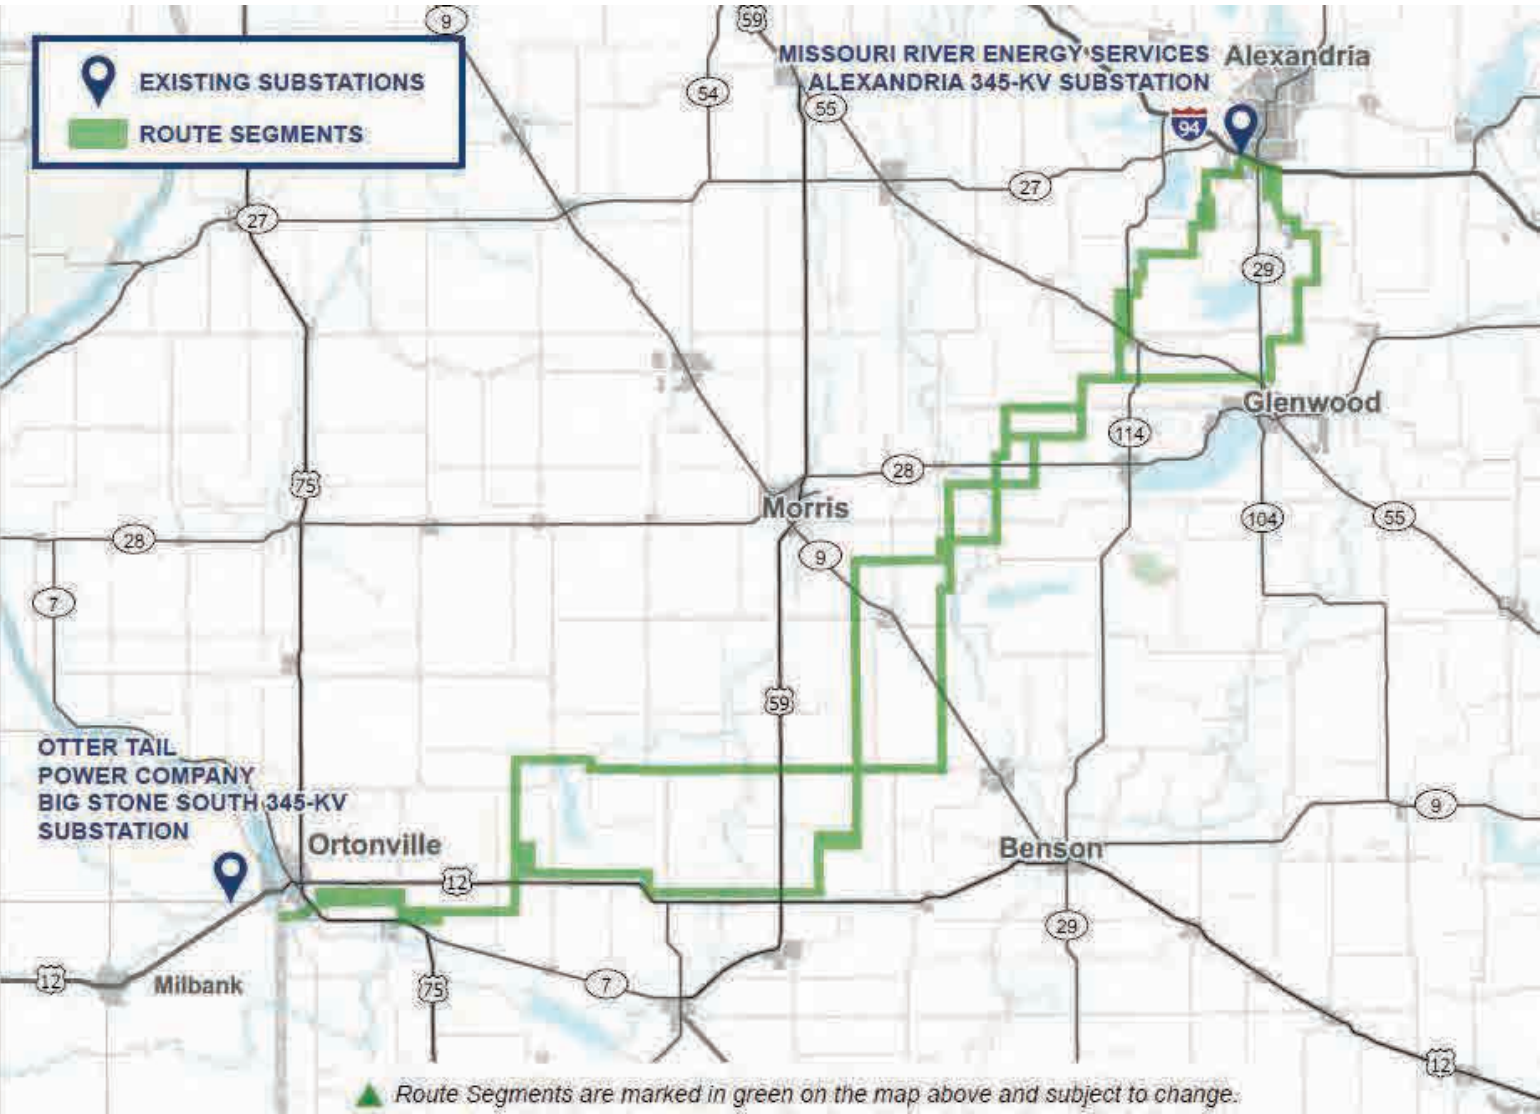 9
59
EXISTING SUBSTATIONS
ROUTE SEGMENTS
MISSOURI RIVER ENERGY SERVICES
ALEXANDRIA 345-KV SUBSTATION
Alexandria
54
55
94
27
27
29
Glenwood
114
28
75
Morris
28
9
104
55
7
59
OTTER TAIL
POWER COMPANY
BIG STONE SOUTH 345-KV
SUBSTATION
Ortonville
9
Benson
12
29
12
Milbank
75
7
12
Route Segments are marked in green on the map above and subject to change.